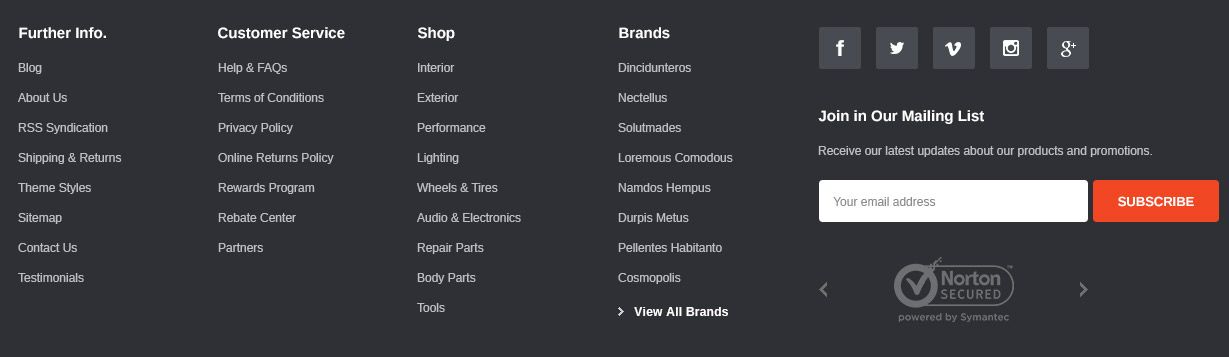 Further Info.
Blog
About Us
RSS Syndication
Shipping & Returns
Theme Styles
Sitemap
Contact Us
Testimonials
Customer Service
Help & FAQs
Terms of Conditions
Privacy Policy
Online Returns Policy
Rewards Program
Rebate Center
Partners
Shop
Interior
Exterior
Performance
Lighting
Wheels & Tires
Audio & Electronics
Repair Parts
Body Parts
Tools
Brands
Dincidunteros
Nectellus
Solutmades
Loremous Comodous
Namdos Hempus
Durpis Metus
Pellentes Habitanto
Cosmopolis
View All Brands
Join in Our Mailing List
Receive our latest updates about our products and promotions.
Your email address
SUBSCRIBE
Norton™
SECURED
powered by Symantec